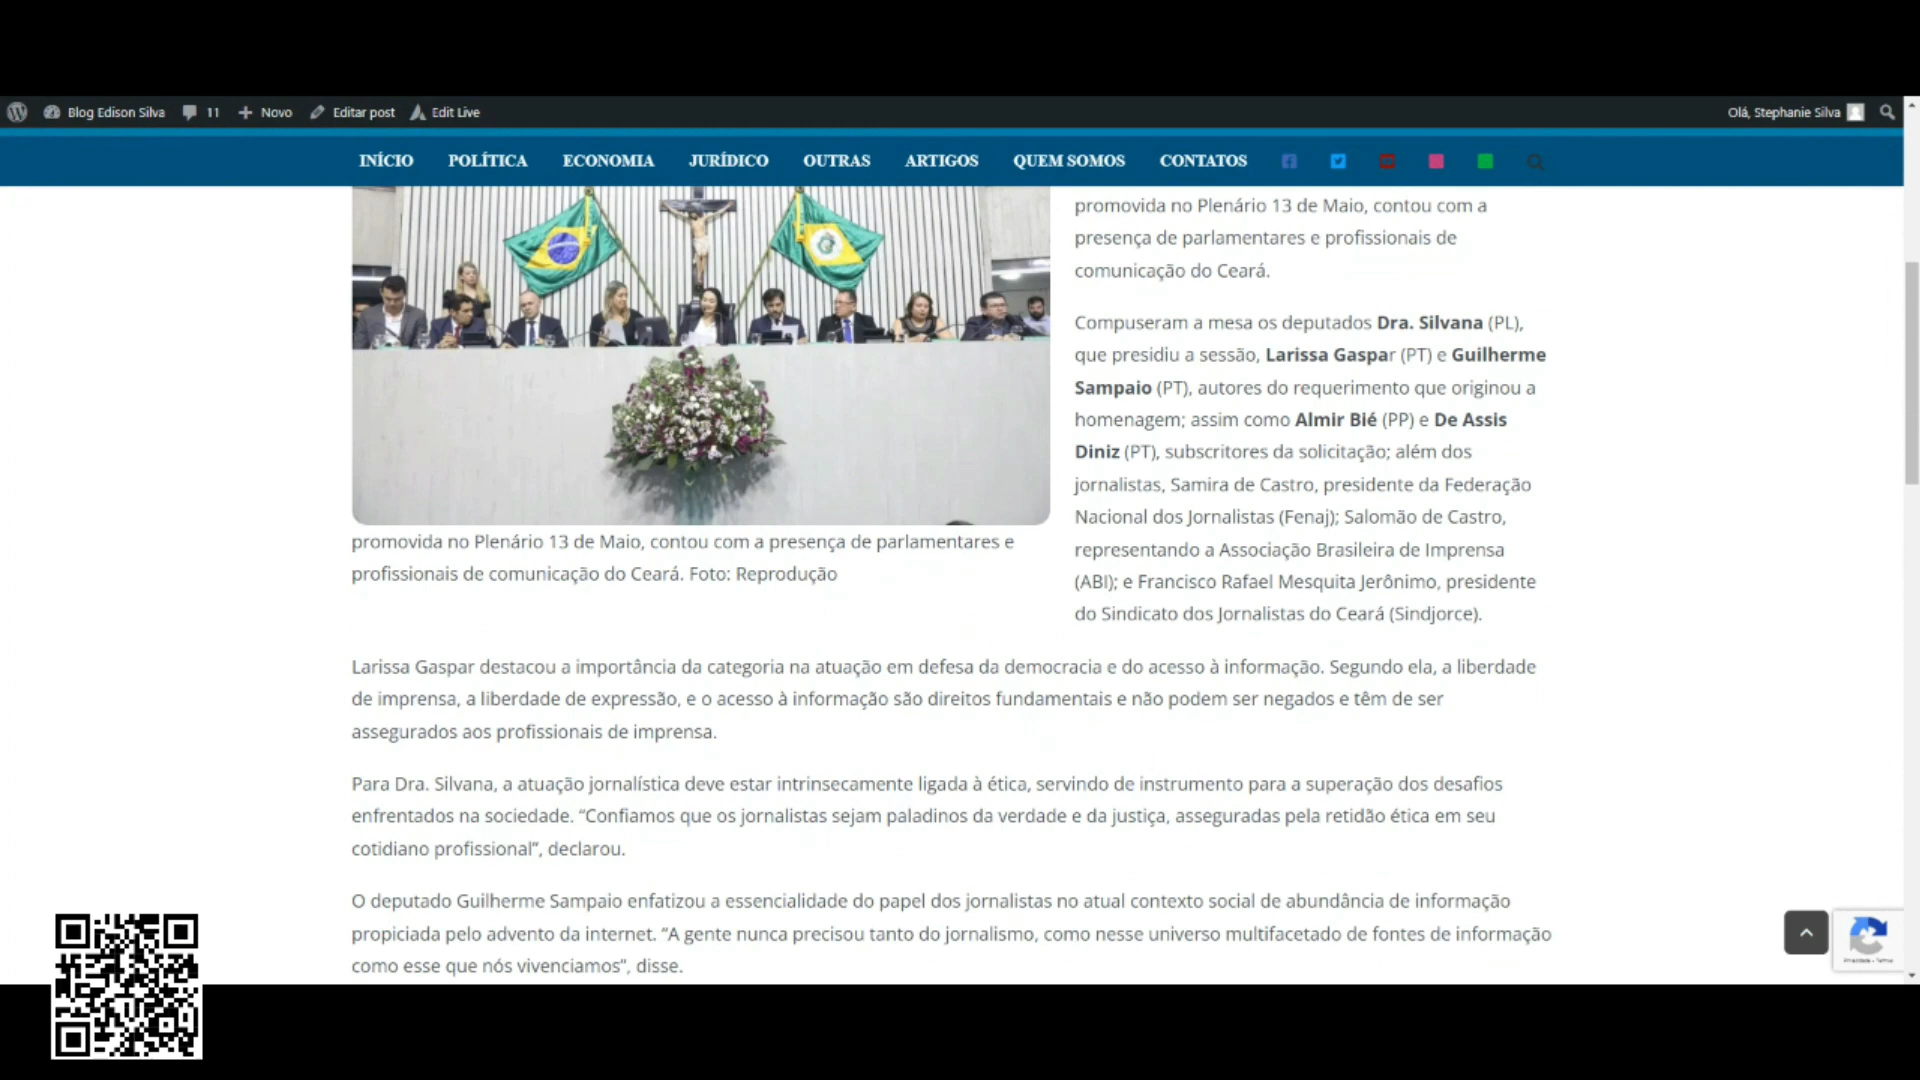 Blog Edison Silva 11 Novo Editar post Edit Live Olá, Stephanie Silva
INÍCIO POLÍTICA ECONOMIA JURÍDICO OUTRAS ARTIGOS QUEM SOMOS CONTATOS
promovida no Plenário 13 de Maio, contou com a
presença de parlamentares e profissionais de
comunicação do Ceará.
Compuseram a mesa os deputados Dra. Silvana (PL),
que presidiu a sessão, Larissa Gaspar (PT) e Guilherme
Sampaio (PT), autores do requerimento que originou a
homenagem; assim como Almir Bié (PP) e De Assis
Diniz (PT), subscritores da solicitação; além dos
jornalistas, Samira de Castro, presidente da Federação
Nacional dos Jornalistas (Fenaj); Salomão de Castro,
representando a Associação Brasileira de Imprensa
(ABI); e Francisco Rafael Mesquita Jerônimo, presidente
do Sindicato dos Jornalistas do Ceará (Sindjorce).
promovida no Plenário 13 de Maio, contou com a presença de parlamentares e
profissionais de comunicação do Ceará. Foto: Reprodução
Larissa Gaspar destacou a importância da categoria na atuação em defesa da democracia e do acesso à informação. Segundo ela, a liberdade
de imprensa, a liberdade de expressão, e o acesso à informação são direitos fundamentais e não podem ser negados e têm de ser
assegurados aos profissionais de imprensa.
Para Dra. Silvana, a atuação jornalística deve estar intrinsecamente ligada à ética, servindo de instrumento para a superação dos desafios
enfrentados na sociedade. “Confiamos que os jornalistas sejam paladinos da verdade e da justiça, asseguradas pela retidão ética em seu
cotidiano profissional”, declarou.
O deputado Guilherme Sampaio enfatizou a essencialidade do papel dos jornalistas no atual contexto social de abundância de informação
propiciada pelo advento da internet. “A gente nunca precisou tanto do jornalismo, como nesse universo multifacetado de fontes de informação
como esse que nós vivenciamos”, disse.